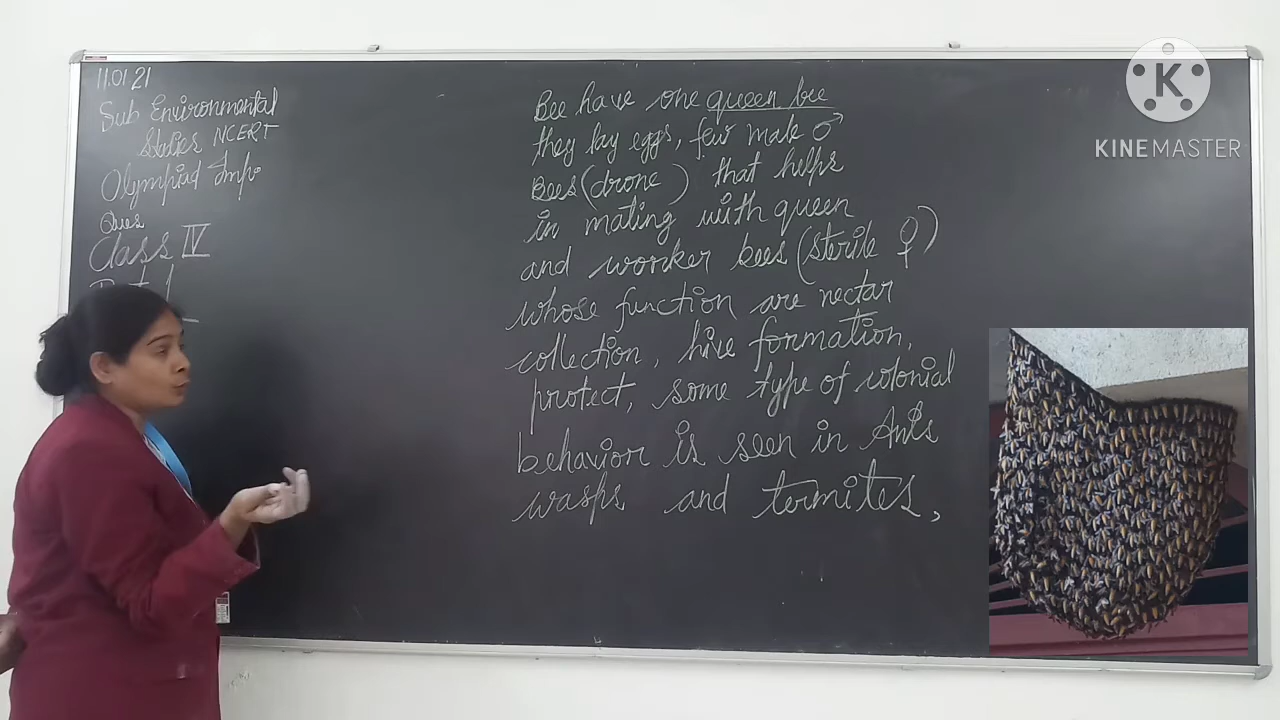 11.01.21
Sub Environmental
Studies NCERT
Olympiad Imp.
Ques
Class IV
Bee have one queen bee
they lay eggs, few male ♂
Bees (drone) that helps
in mating with queen
and worker bees (sterile ♀)
whose function are nectar
collection, hive formation,
protect, some type of colonial
behavior is seen in Ants
wasps and termites,
K
KINEMASTER